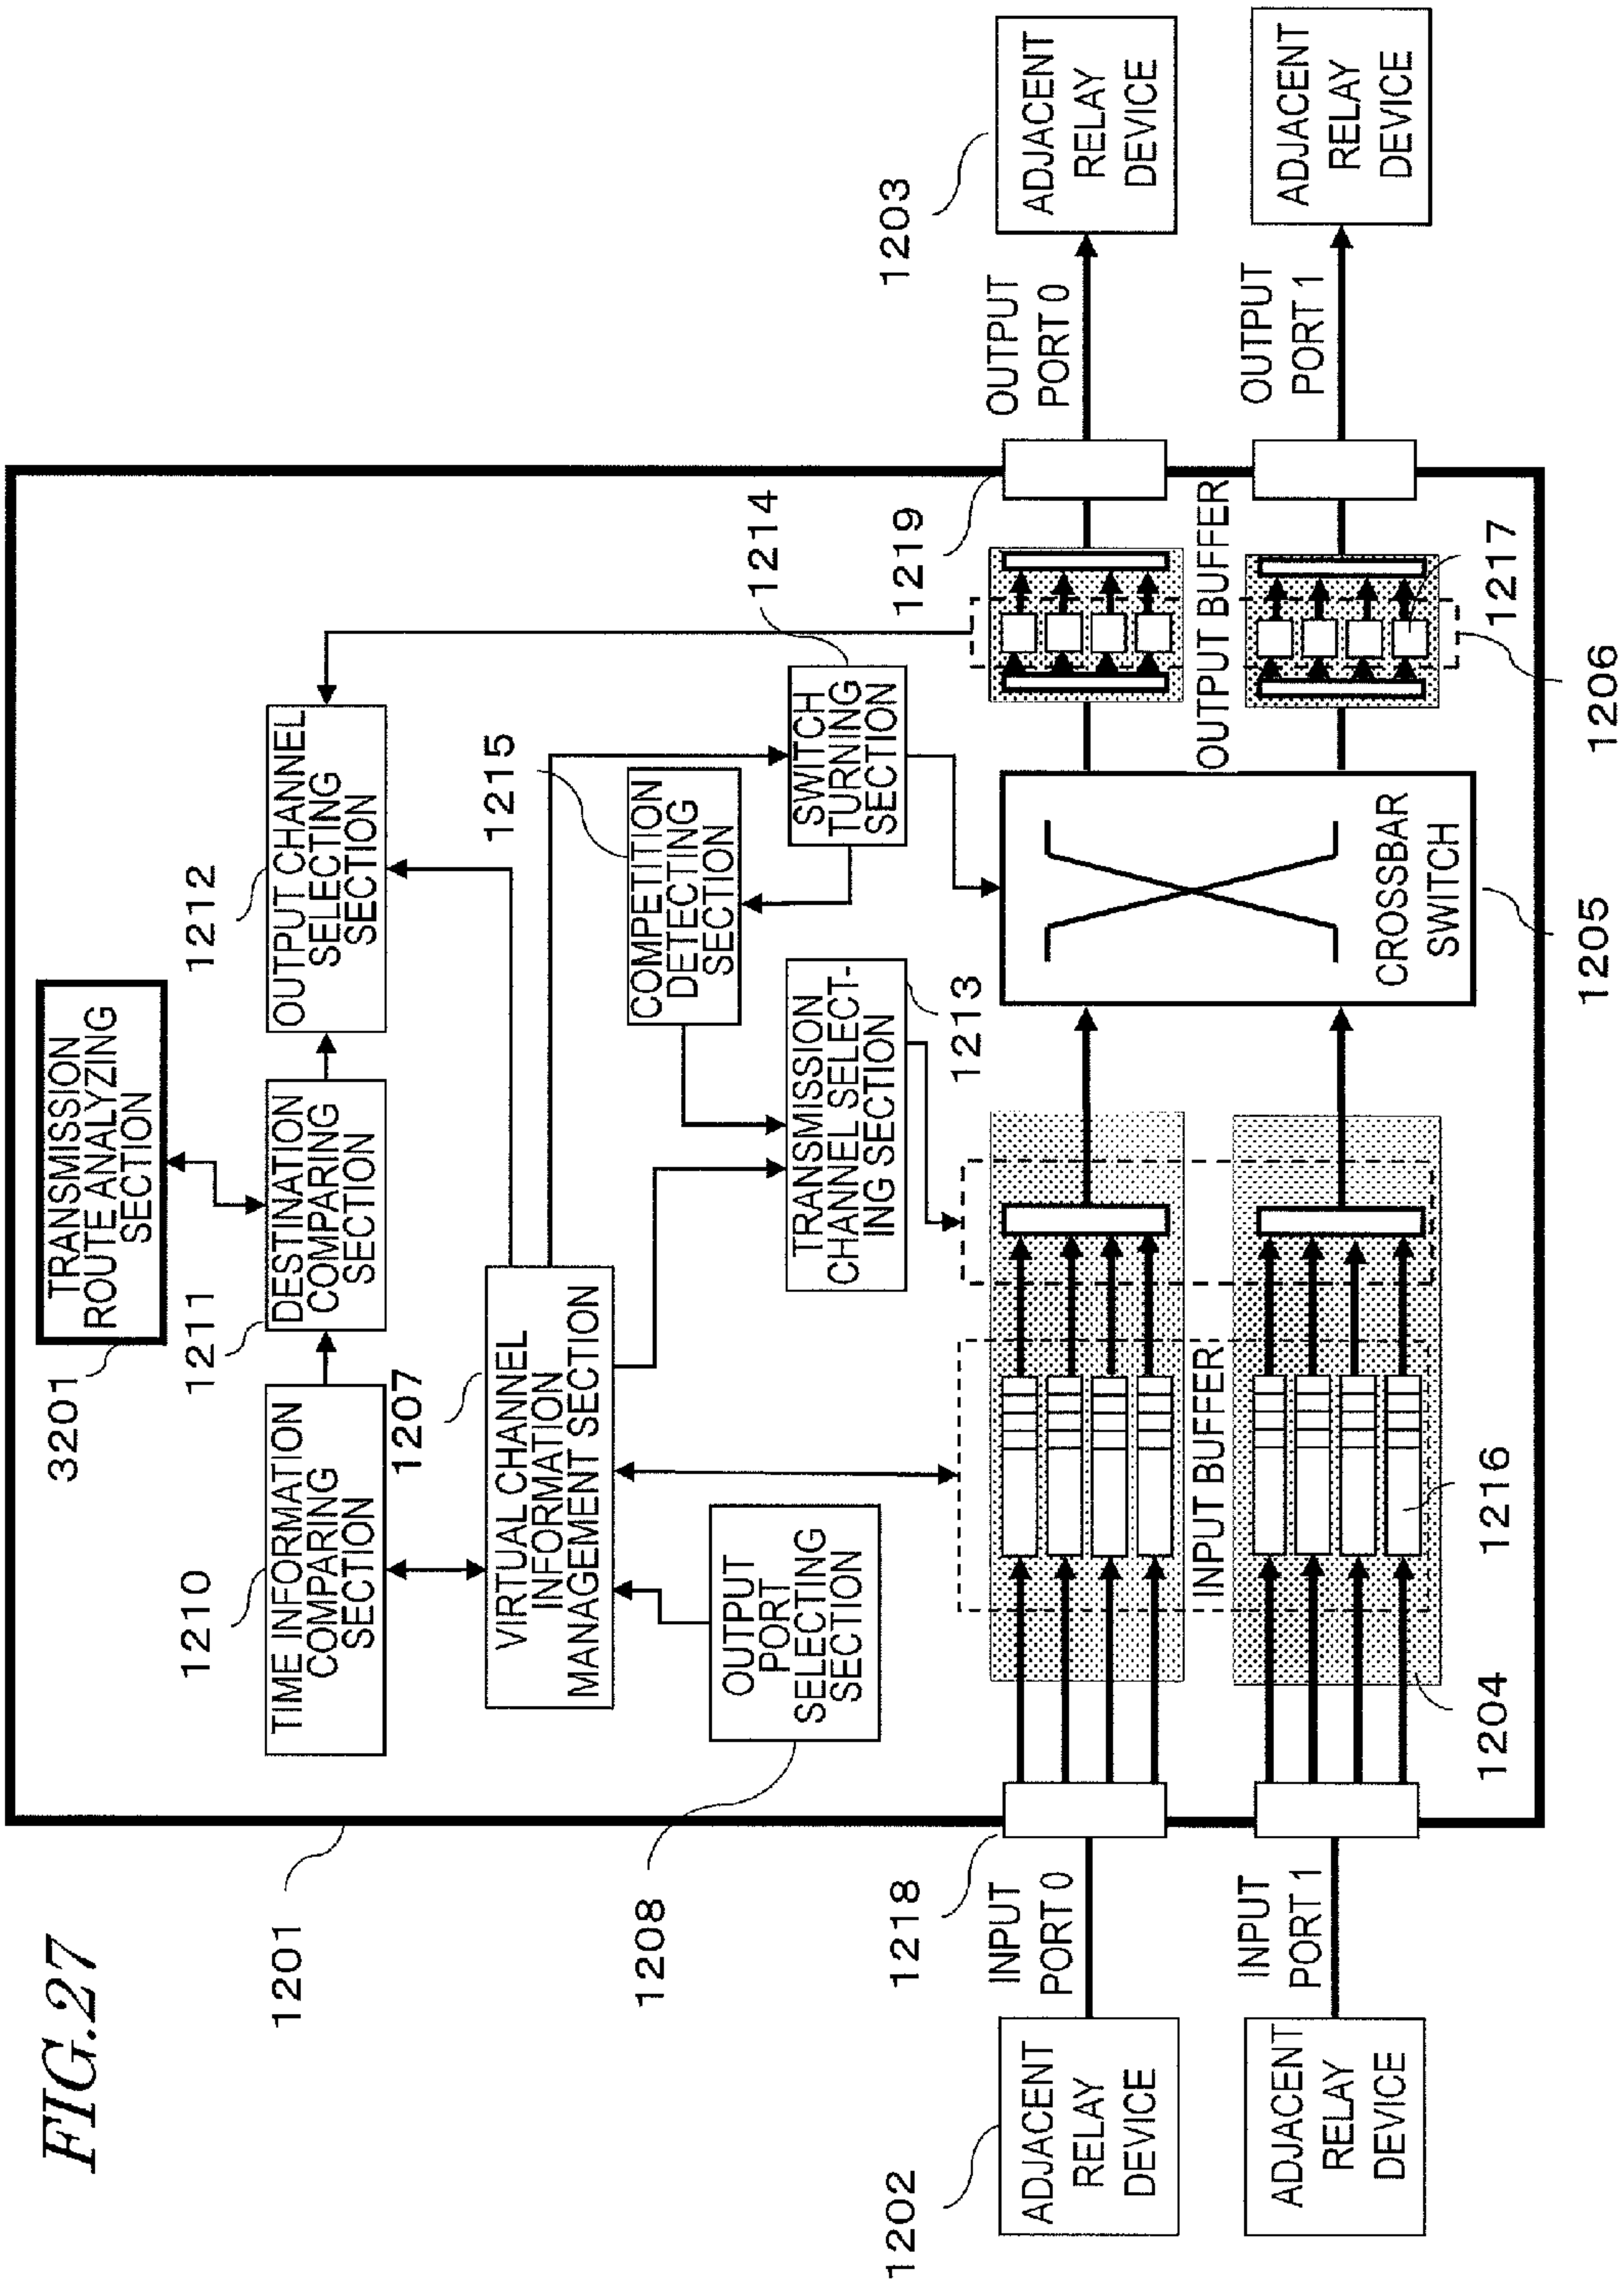 FIG.27
1201
3201
TRANSMISSION
ROUTE ANALYZING
SECTION
1210
TIME INFORMATION
COMPARING
SECTION
1211
DESTINATION
COMPARING
SECTION
1212
OUTPUT CHANNEL
SELECTING
SECTION
1207
VIRTUAL CHANNEL
INFORMATION
MANAGEMENT SECTION
1215
COMPETITION
DETECTING
SECTION
1208
OUTPUT
PORT
SELECTING
SECTION
TRANSMISSION
CHANNEL SELECT-
ING SECTION
1213
1214
SWITCH
TURNING
SECTION
1202
ADJACENT
RELAY
DEVICE
1218
INPUT
PORT 0
1219
OUTPUT
PORT 0
1203
ADJACENT
RELAY
DEVICE
INPUT BUFFER
OUTPUT BUFFER
ADJACENT
RELAY
DEVICE
INPUT
PORT 1
CROSSBAR
SWITCH
OUTPUT
PORT 1
ADJACENT
RELAY
DEVICE
1204
1216
1205
1206
1217